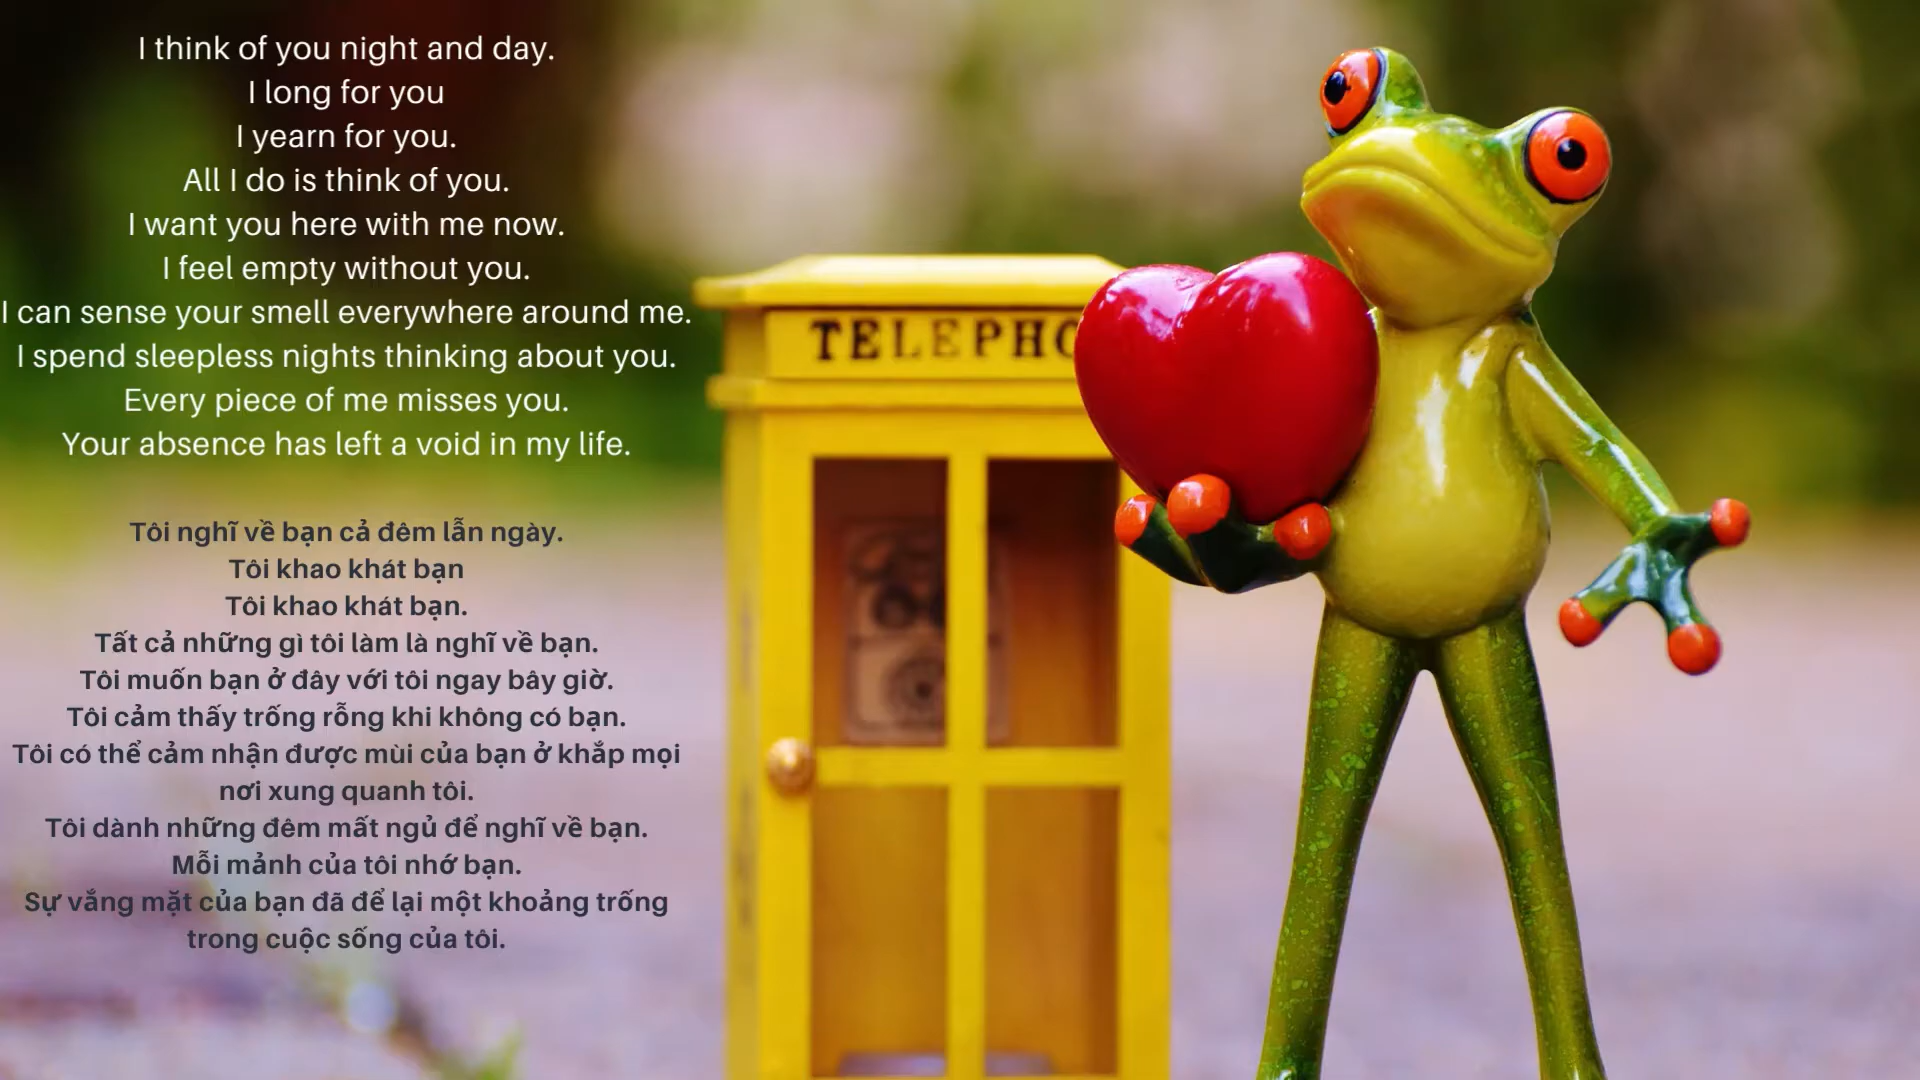 I think of you night and day.
I long for you
I yearn for you.
All I do is think of you.
I want you here with me now.
I feel empty without you.
I can sense your smell everywhere around me.
I spend sleepless nights thinking about you.
Every piece of me misses you.
Your absence has left a void in my life.
Tôi nghĩ về bạn cả đêm lẫn ngày.
Tôi khao khát bạn
Tôi khao khát bạn.
Tất cả những gì tôi làm là nghĩ về bạn.
Tôi muốn bạn ở đây với tôi ngay bây giờ.
Tôi cảm thấy trống rỗng khi không có bạn.
Tôi có thể cảm nhận được mùi của bạn ở khắp mọi
nơi xung quanh tôi.
Tôi dành những đêm mất ngủ để nghĩ về bạn.
Mỗi mảnh của tôi nhớ bạn.
Sự vắng mặt của bạn đã để lại một khoảng trống
trong cuộc sống của tôi.
TELEPHO